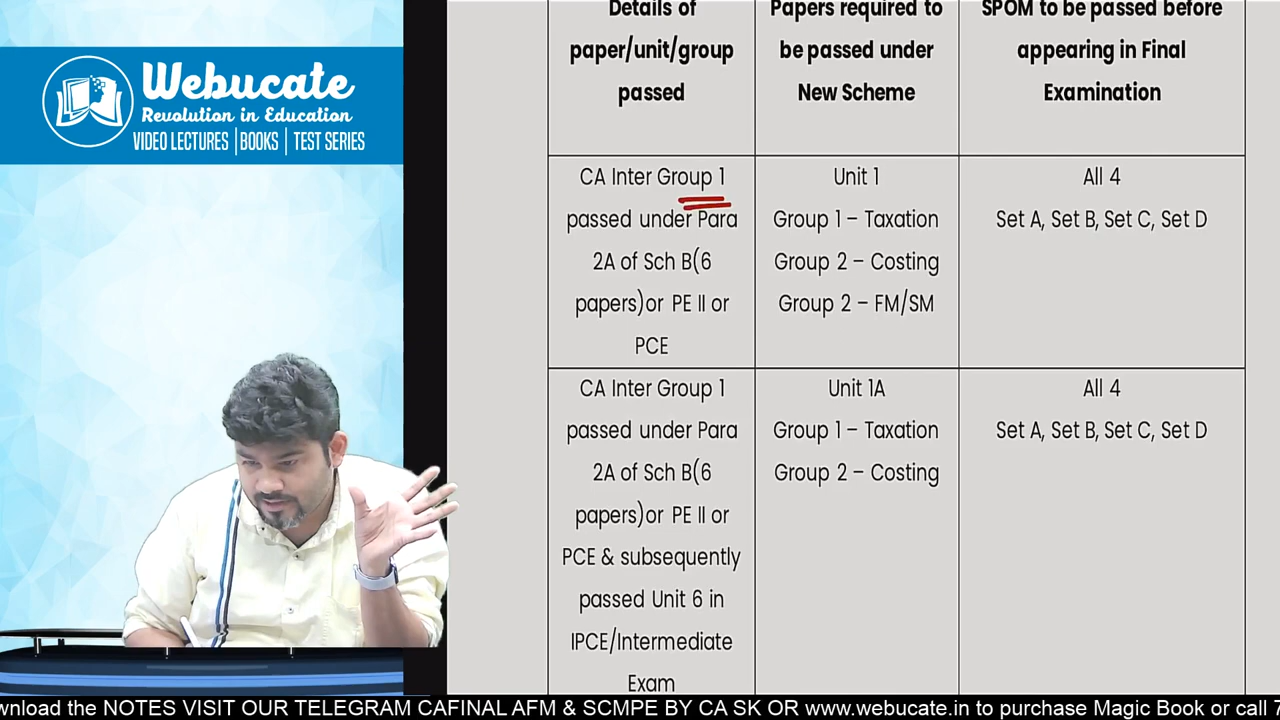 Webucate
Revolution in Education
VIDEO LECTURES | BOOKS | TEST SERIES
Details of
paper/unit/group
passed
Papers required to
be passed under
New Scheme
SPOM to be passed before
appearing in Final
Examination
CA Inter Group 1
passed under Para
2A of Sch B(6
papers)or PE II or
PCE
Unit 1
Group 1 – Taxation
Group 2 – Costing
Group 2 – FM/SM
All 4
Set A, Set B, Set C, Set D
CA Inter Group 1
passed under Para
2A of Sch B(6
papers)or PE II or
PCE & subsequently
passed Unit 6 in
IPCE/Intermediate
Exam
Unit 1A
Group 1 – Taxation
Group 2 – Costing
All 4
Set A, Set B, Set C, Set D
wnload the NOTES VISIT OUR TELEGRAM CAFINAL AFM & SCMPE BY CA SK OR www.webucate.in to purchase Magic Book or call 7